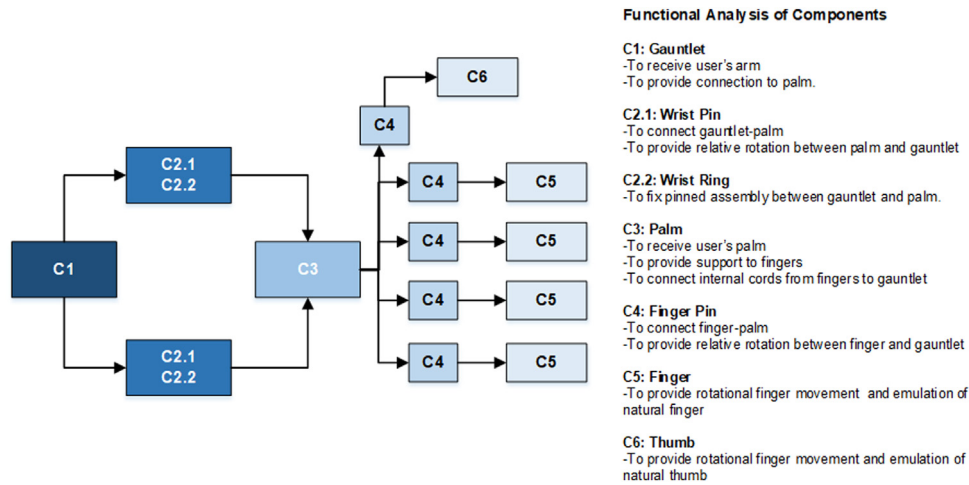 Functional Analysis of Components
C1: Gauntlet
-To receive user's arm
-To provide connection to palm.
C2.1: Wrist Pin
-To connect gauntlet-palm
-To provide relative rotation between palm and gauntlet
C2.2: Wrist Ring
-To fix pinned assembly between gauntlet and palm.
C3: Palm
-To receive user's palm
-To provide support to fingers
-To connect internal cords from fingers to gauntlet
C4: Finger Pin
-To connect finger-palm
-To provide relative rotation between finger and gauntlet
C5: Finger
-To provide rotational finger movement and emulation of
natural finger
C6: Thumb
-To provide rotational finger movement and emulation of
natural thumb
C6
C4
C2.1
C2.2
C4
C5
C1
C3
C4
C5
C4
C5
C2.1
C2.2
C4
C5